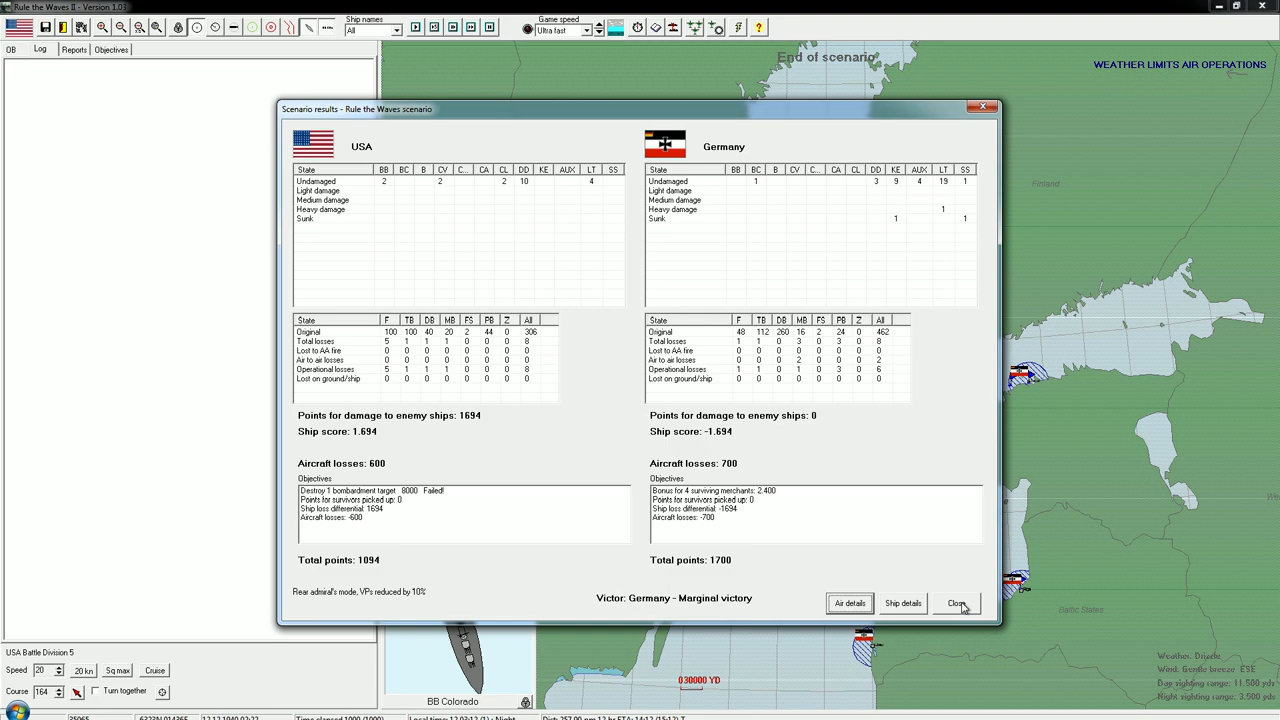 Rule the Waves II - Version 1.03
Ship names
All
Game speed
Ultra fast
OB Log Reports Objectives
End of scenario
WEATHER LIMITS AIR OPERATIONS
Scenario results - Rule the Waves scenario
USA
Germany
State BB BC B CV C... CA CL DD KE AUX LT SS
Undamaged 2 2 2 10 4
Light damage
Medium damage
Heavy damage
Sunk
State BB BC B CV C... CA CL DD KE AUX LT SS
Undamaged 1 3 9 4 19 1
Light damage
Medium damage
Heavy damage 1
Sunk 1 1
State F TB DB MB FS PB Z All
Original 100 100 40 20 2 44 0 306
Total losses 5 1 1 1 0 0 0 8
Lost to AA fire 0 0 0 0 0 0 0 0
Air to air losses 0 0 0 0 0 0 0 0
Operational losses 5 1 1 1 0 0 0 8
Lost on ground/ship 0 0 0 0 0 0 0 0
State F TB DB MB FS PB Z All
Original 48 112 260 16 2 24 0 462
Total losses 1 1 0 3 0 3 0 8
Lost to AA fire 0 0 0 0 0 0 0 0
Air to air losses 0 0 0 2 0 0 0 2
Operational losses 1 1 0 1 0 3 0 6
Lost on ground/ship 0 0 0 0 0 0 0 0
Points for damage to enemy ships: 1694
Ship score: 1.694
Aircraft losses: 600
Objectives
Destroy 1 bombardment target 8000 Failed!
Points for survivors picked up: 0
Ship loss differential: 1694
Aircraft losses: -600
Total points: 1094
Points for damage to enemy ships: 0
Ship score: -1.694
Aircraft losses: 700
Objectives
Bonus for 4 surviving merchants: 2.400
Points for survivors picked up: 0
Ship loss differential: -1694
Aircraft losses: -700
Total points: 1700
Rear admiral's mode, VPs reduced by 10%
Victor: Germany - Marginal victory
Air details
Ship details
Close
Finland
Baltic States
030000 YD
Weather: Drizzle
Wind: Gentle breeze ESE
Day sighting range: 11.500 yds
Night sighting range: 3.500 yds
USA Battle Division 5
Speed 20 20 kn Sq max Cruise
Course 164 Turn together
BB Colorado